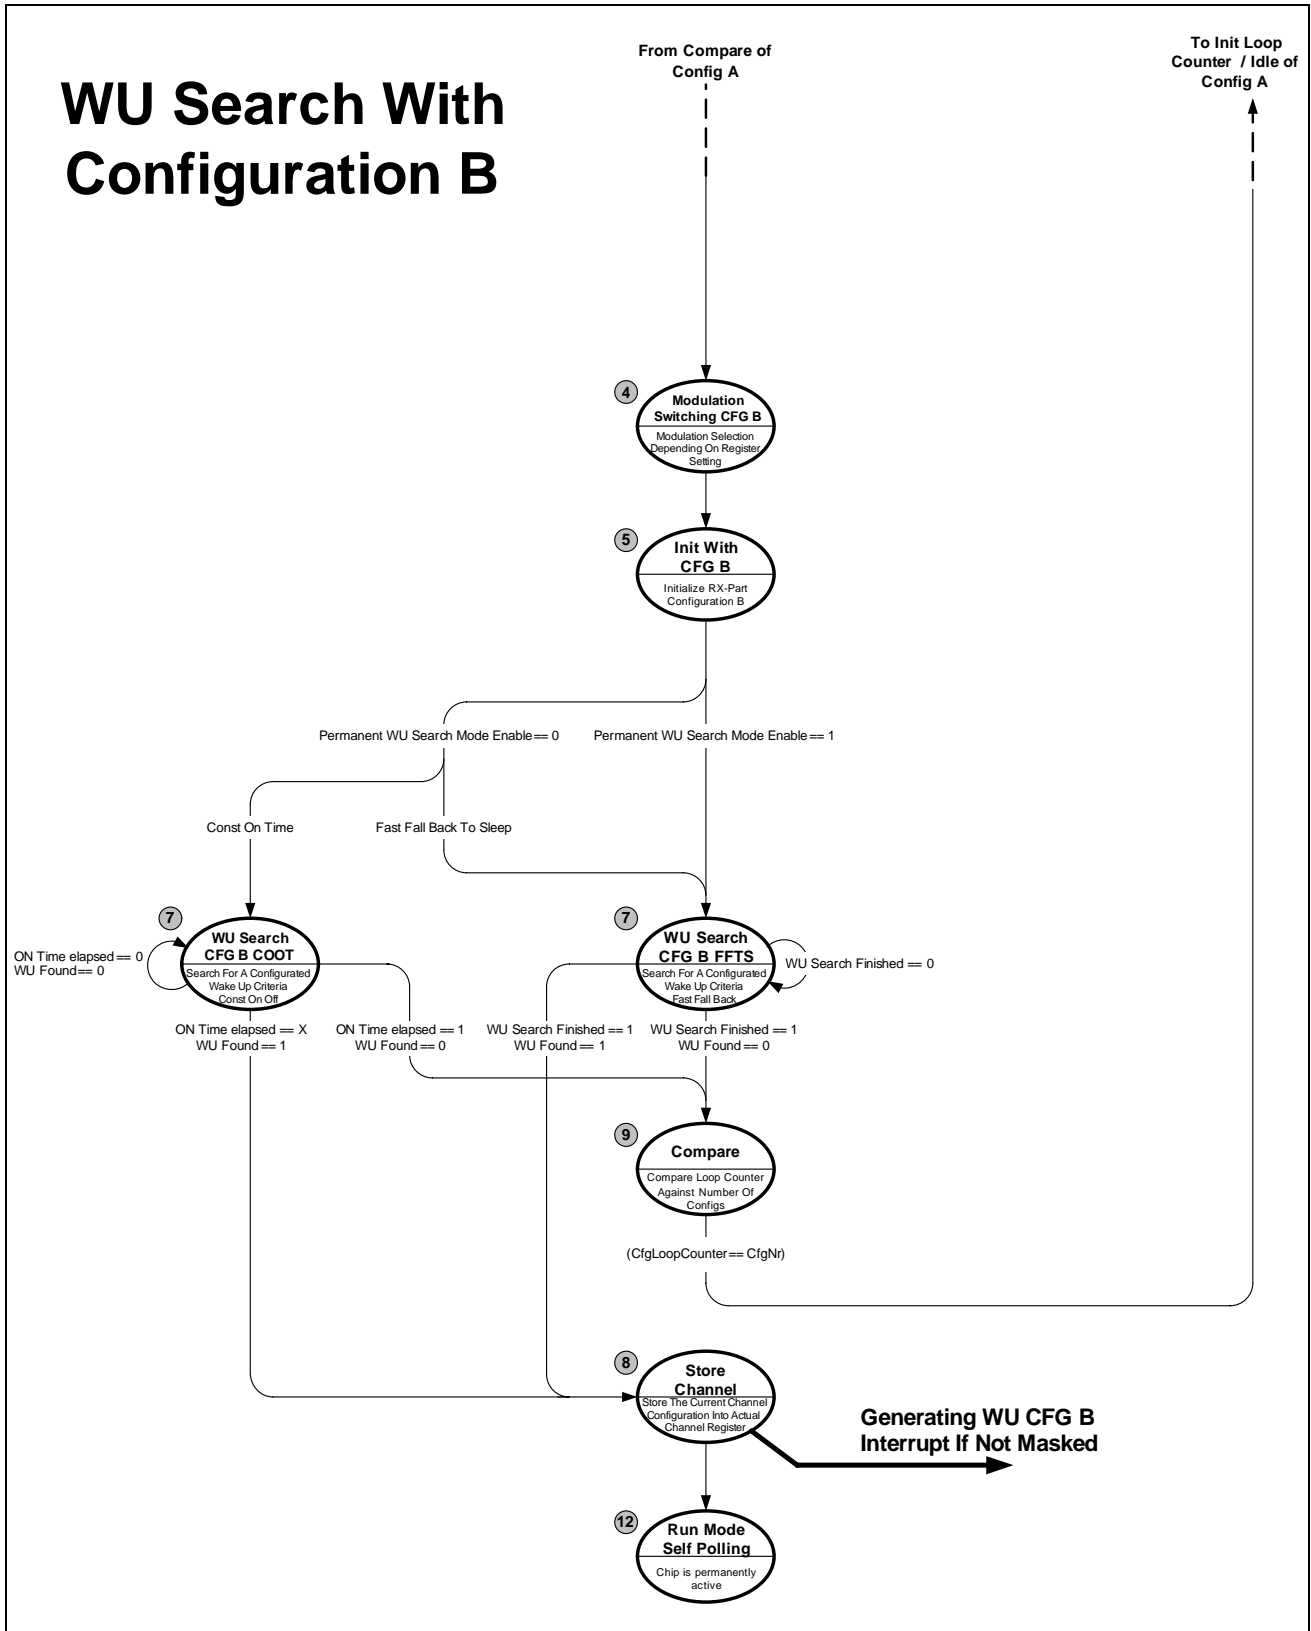 From Compare of
Config A
To Init Loop
Counter / Idle of
Config A
WU Search With
Configuration B
4
Modulation
Switching CFG B
Modulation Selection
Depending On Register
Setting
5
Init With
CFG B
Initialize RX-Part
Configuration B
Permanent WU Search Mode Enable == 0
Permanent WU Search Mode Enable == 1
Const On Time
Fast Fall Back To Sleep
7
WU Search
CFG B COOT
Search For A Configurated
Wake Up Criteria
Const On Off
ON Time elapsed == 0
WU Found == 0
7
WU Search
CFG B FFTS
Search For A Configurated
Wake Up Criteria
Fast Fall Back
WU Search Finished == 0
ON Time elapsed == X
WU Found == 1
ON Time elapsed == 1
WU Found == 0
WU Search Finished == 1
WU Found == 1
WU Search Finished == 1
WU Found == 0
9
Compare
Compare Loop Counter
Against Number Of
Configs
(CfgLoopCounter == CfgNr)
8
Store
Channel
Store The Current Channel
Configuration Into Actual
Channel Register
Generating WU CFG B
Interrupt If Not Masked
12
Run Mode
Self Polling
Chip is permanently
active